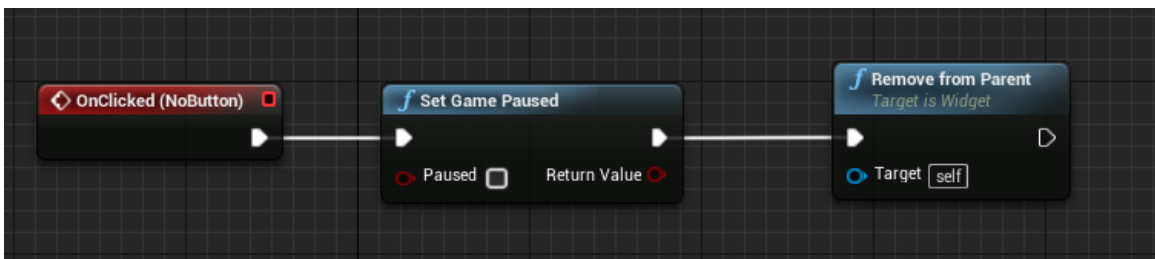 OnClicked (NoButton)
f Set Game Paused
Paused
Return Value
f Remove from Parent
Target is Widget
Target self